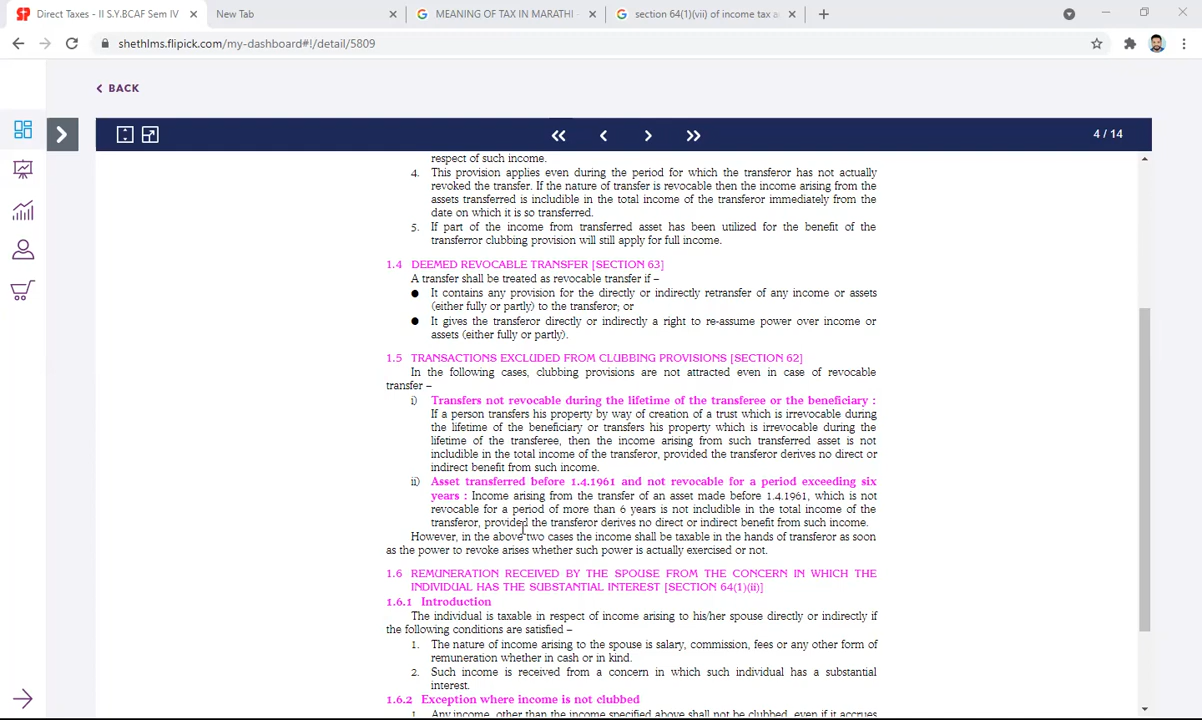 Direct Taxes - II S.Y.BCAF Sem IV
New Tab
MEANING OF TAX IN MARATHI -
section 64(1)(vii) of income tax a
shethlms.flipick.com/my-dashboard#!/detail/5809
BACK
4 / 14
respect of such income.
4. This provision applies even during the period for which the transferor has not actually
revoked the transfer. If the nature of transfer is revocable then the income arising from the
assets transferred is includible in the total income of the transferor immediately from the
date on which it is so transferred.
5. If part of the income from transferred asset has been utilized for the benefit of the
transferror clubbing provision will still apply for full income.
1.4 DEEMED REVOCABLE TRANSFER [SECTION 63]
A transfer shall be treated as revocable transfer if –
● It contains any provision for the directly or indirectly retransfer of any income or assets
(either fully or partly) to the transferor; or
● It gives the transferor directly or indirectly a right to re-assume power over income or
assets (either fully or partly).
1.5 TRANSACTIONS EXCLUDED FROM CLUBBING PROVISIONS [SECTION 62]
In the following cases, clubbing provisions are not attracted even in case of revocable
transfer –
i) Transfers not revocable during the lifetime of the transferee or the beneficiary :
If a person transfers his property by way of creation of a trust which is irrevocable during
the lifetime of the beneficiary or transfers his property which is irrevocable during the
lifetime of the transferee, then the income arising from such transferred asset is not
includible in the total income of the transferor, provided the transferor derives no direct or
indirect benefit from such income.
ii) Asset transferred before 1.4.1961 and not revocable for a period exceeding six
years : Income arising from the transfer of an asset made before 1.4.1961, which is not
revocable for a period of more than 6 years is not includible in the total income of the
transferor, provided the transferor derives no direct or indirect benefit from such income.
However, in the above two cases the income shall be taxable in the hands of transferor as soon
as the power to revoke arises whether such power is actually exercised or not.
1.6 REMUNERATION RECEIVED BY THE SPOUSE FROM THE CONCERN IN WHICH THE
INDIVIDUAL HAS THE SUBSTANTIAL INTEREST [SECTION 64(1)(ii)]
1.6.1 Introduction
The individual is taxable in respect of income arising to his/her spouse directly or indirectly if
the following conditions are satisfied –
1. The nature of income arising to the spouse is salary, commission, fees or any other form of
remuneration whether in cash or in kind.
2. Such income is received from a concern in which such individual has a substantial
interest.
1.6.2 Exception where income is not clubbed
1. Any income, other than the income specified above shall not be clubbed, even if it accrues